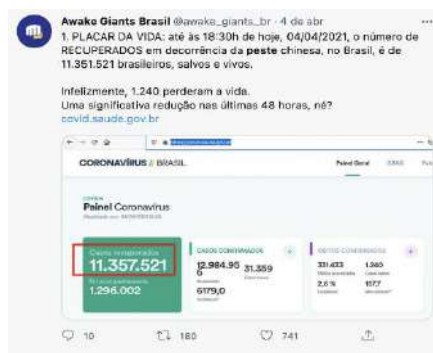 Awake Giants Brasil @awake_giants_br · 4 de abr
1. PLACAR DA VIDA: até às 18:30h de hoje, 04/04/2021, o número de
RECUPERADOS em decorrência da peste chinesa, no Brasil, é de
11.351.521 brasileiros, salvos e vivos.
Infelizmente, 1.240 perderam a vida.
Uma significativa redução nas últimas 48 horas, né?
covid.saude.gov.br
CORONAVÍRUS // BRASIL
Painel Geral
Painel Coronavírus
Casos recuperados
11.357.521
1.296.002
CASOS CONFIRMADOS
12.984.95
6
31.359
6179,0
ÓBITOS CONFIRMADOS
331.433
1.240
2,6 %
157,7
10
180
741